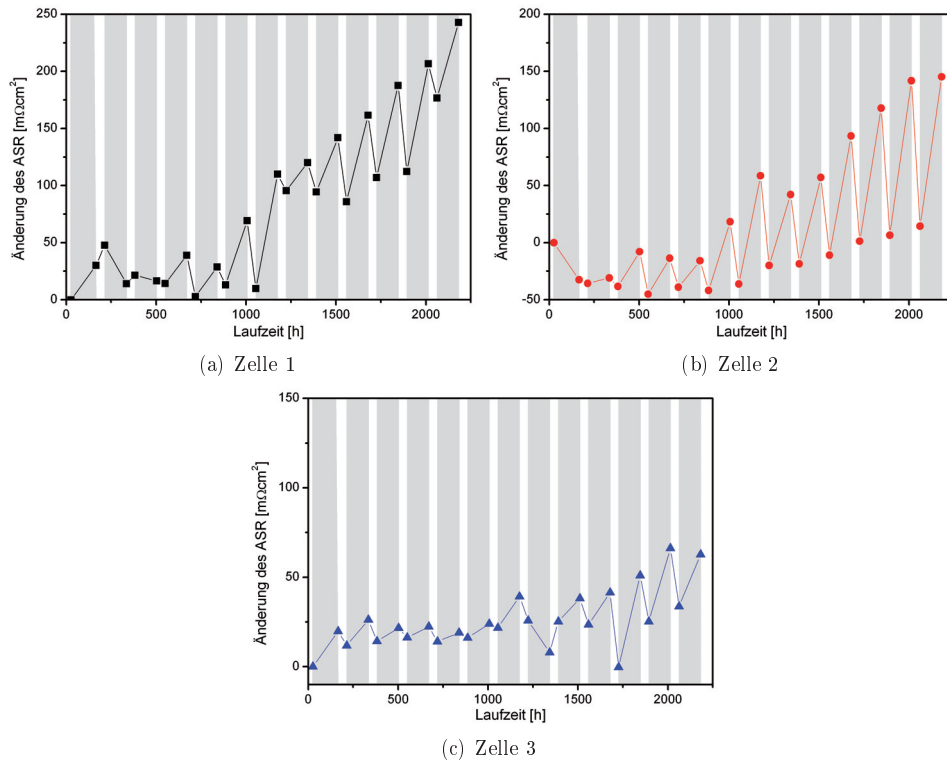 250
200
150
100
50
0
Änderung des ASR [mΩcm²]
0 500 1000 1500 2000
Laufzeit [h]
(a) Zelle 1
200
150
100
50
0
-50
Änderung des ASR [mΩcm²]
0 500 1000 1500 2000
Laufzeit [h]
(b) Zelle 2
150
100
50
0
Änderung des ASR [mΩcm²]
0 500 1000 1500 2000
Laufzeit [h]
(c) Zelle 3